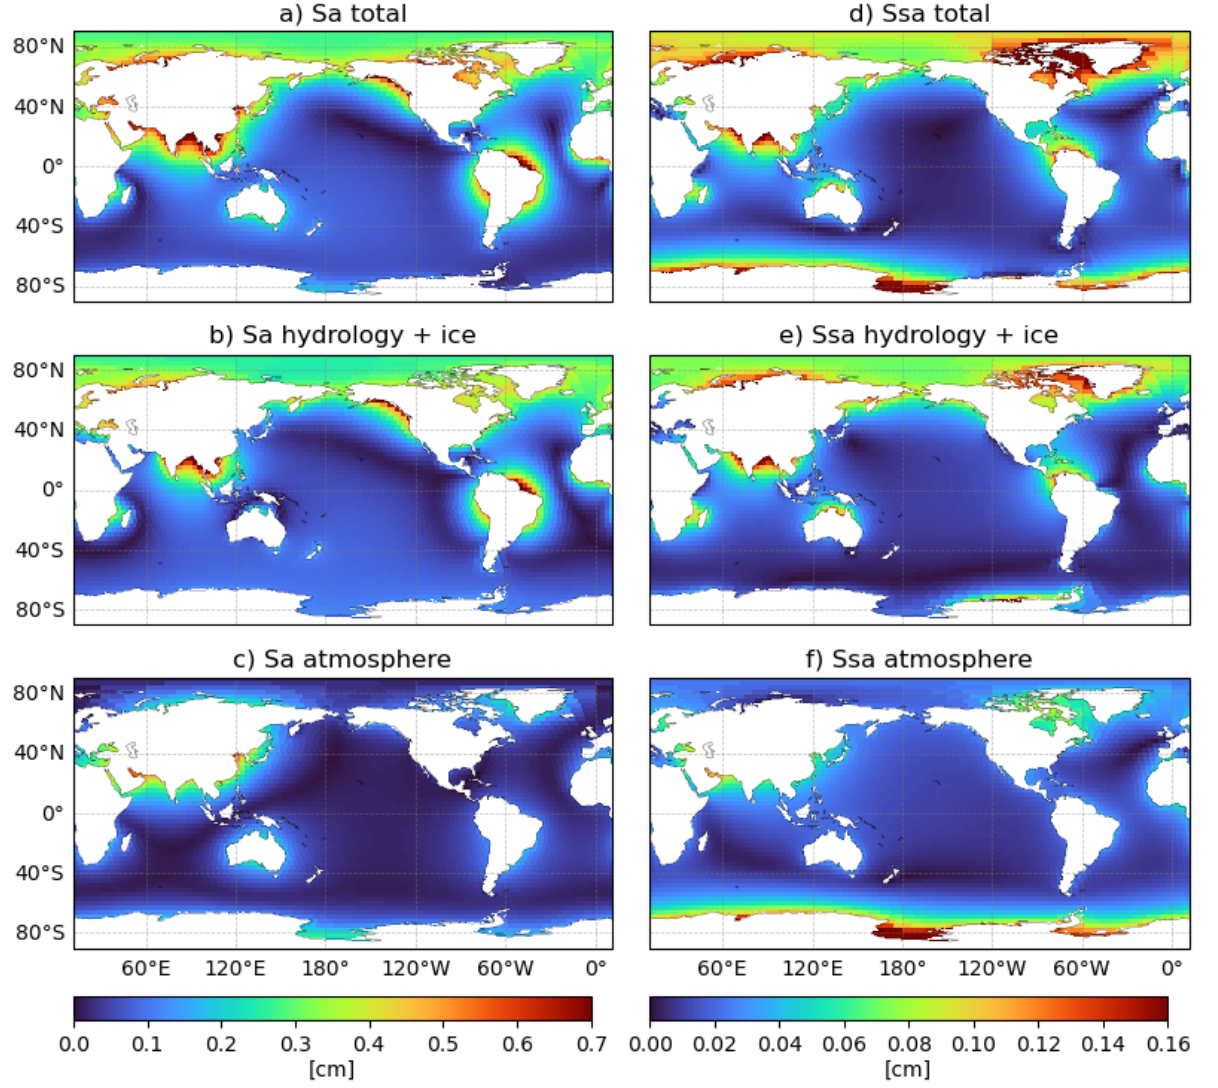 a) Sa total
d) Ssa total
80°N
40°N
0°
40°S
80°S
b) Sa hydrology + ice
e) Ssa hydrology + ice
80°N
40°N
0°
40°S
80°S
c) Sa atmosphere
f) Ssa atmosphere
80°N
40°N
0°
40°S
80°S
60°E 120°E 180° 120°W 60°W 0°
60°E 120°E 180° 120°W 60°W 0°
0.0 0.1 0.2 0.3 0.4 0.5 0.6 0.7
[cm]
0.00 0.02 0.04 0.06 0.08 0.10 0.12 0.14 0.16
[cm]